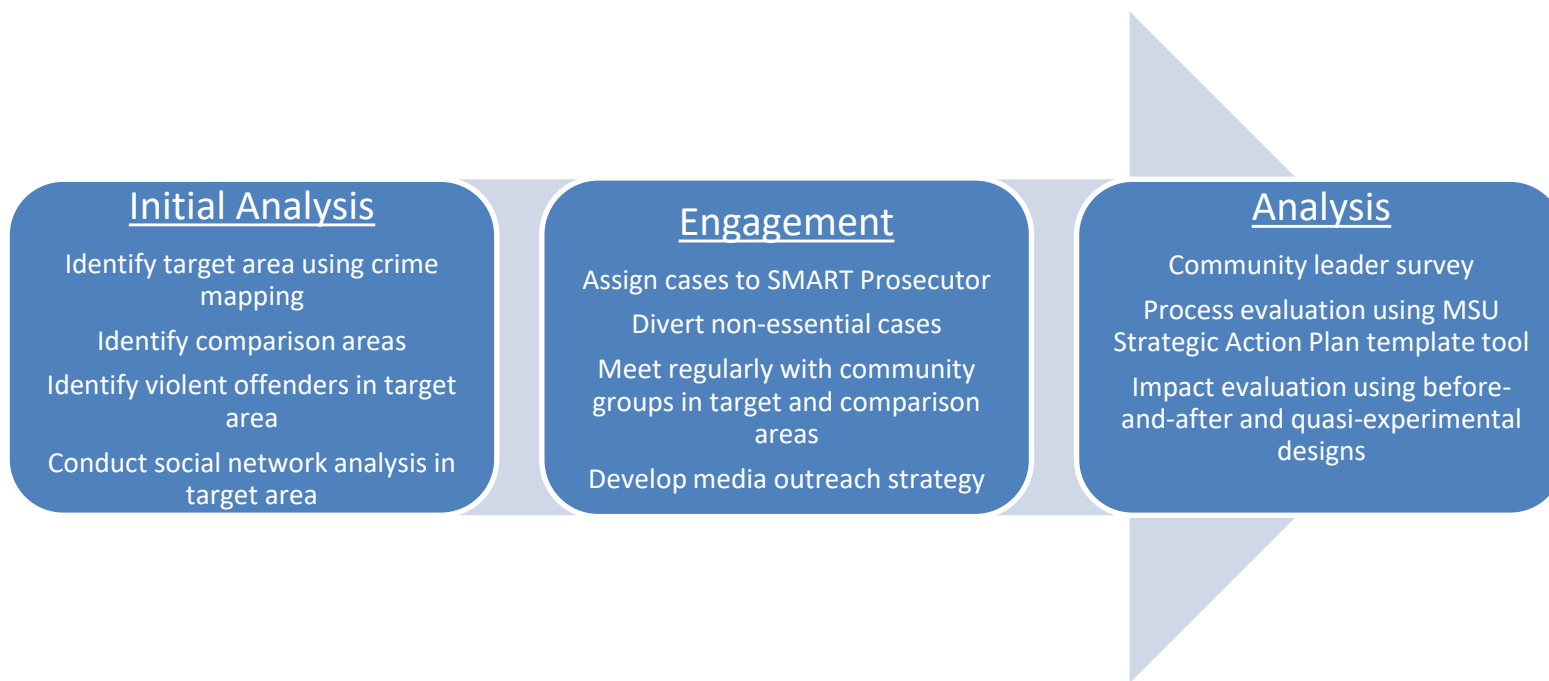 Initial Analysis
Identify target area using crime
mapping
Identify comparison areas
Identify violent offenders in target
area
Conduct social network analysis in
target area
Engagement
Assign cases to SMART Prosecutor
Divert non-essential cases
Meet regularly with community
groups in target and comparison
areas
Develop media outreach strategy
Analysis
Community leader survey
Process evaluation using MSU
Strategic Action Plan template tool
Impact evaluation using before-
and-after and quasi-experimental
designs